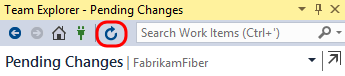 Team Explorer - Pending Changes
Search Work Items (Ctrl+')
Pending Changes | FabrikamFiber